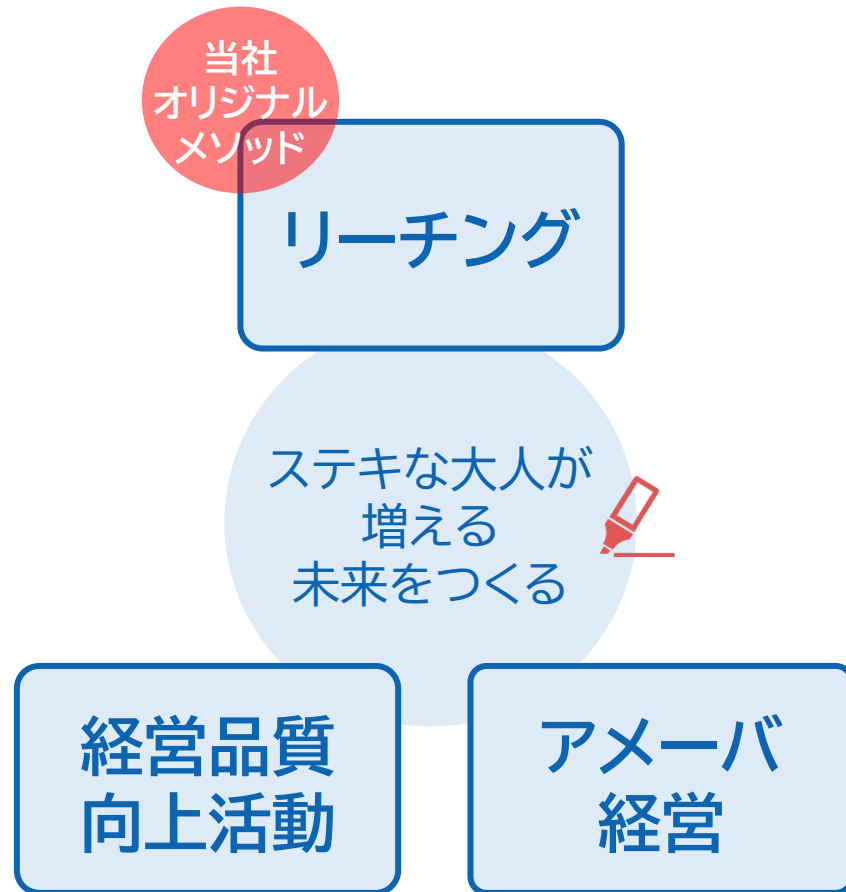 当社
オリジナル
メソッド
リーチング
ステキな大人が
増える
未来をつくる
経営品質
向上活動
アメーバ
経営